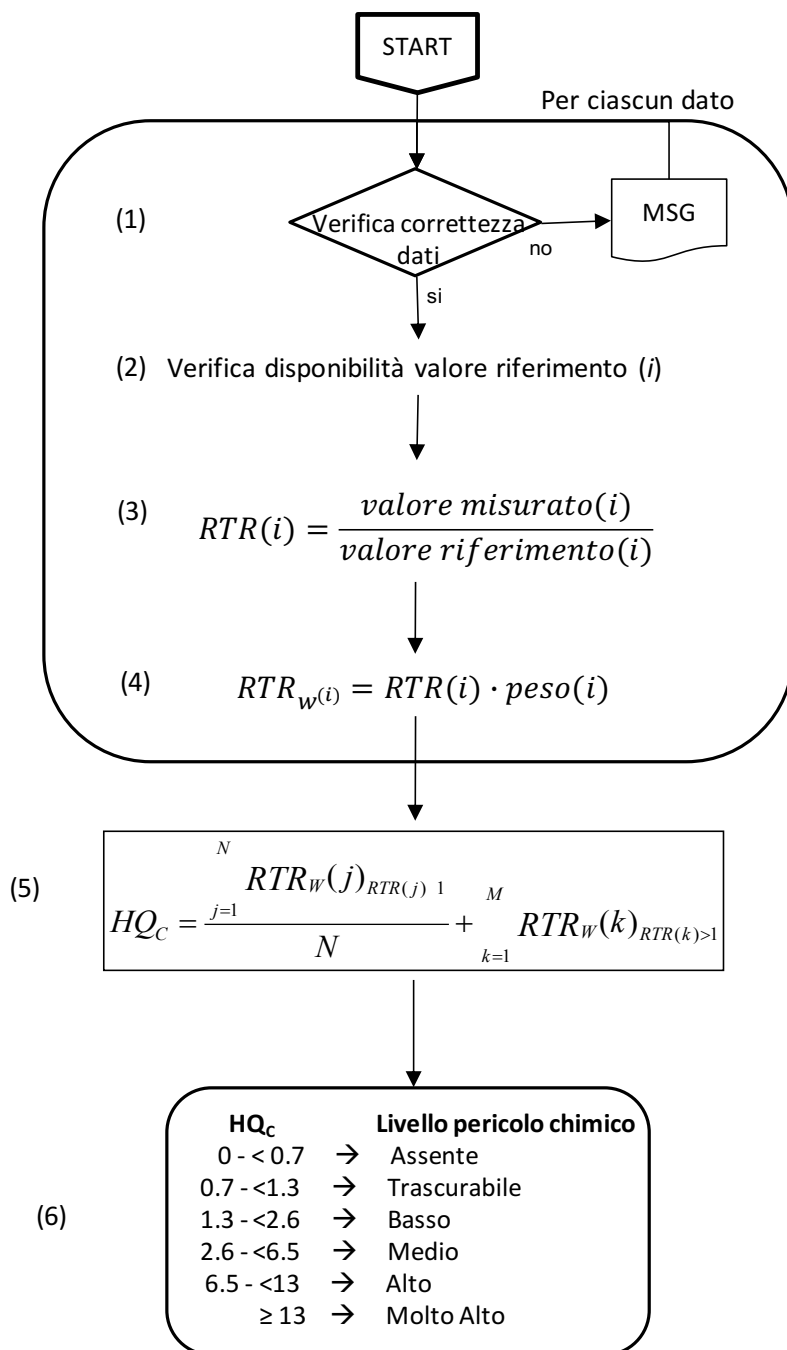 START
Per ciascun dato
(1)
Verifica correttezza
dati
no
MSG
si
(2) Verifica disponibilità valore riferimento (i)
(3) RTR(i) = valore misurato(i) / valore riferimento(i)
(4) RTR_w(i) = RTR(i) · peso(i)
(5)
N
j=1 RTR_W(j)_RTR(j) 1
HQ_C = / N + M k=1 RTR_W(k)_RTR(k)>1
HQ_C Livello pericolo chimico
0 - < 0.7 → Assente
0.7 - <1.3 → Trascurabile
1.3 - <2.6 → Basso
(6)
2.6 - <6.5 → Medio
6.5 - <13 → Alto
≥ 13 → Molto Alto